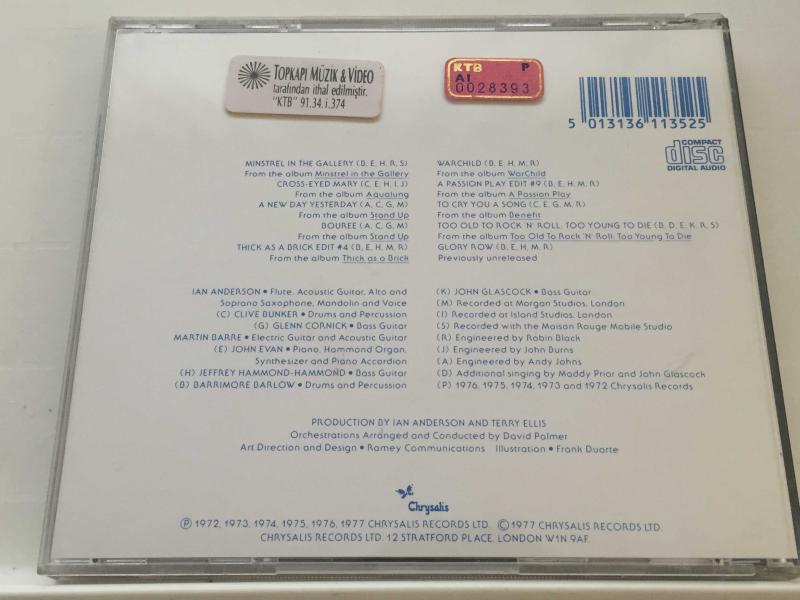 TOPKAPI MÜZİK & VİDEO
tarafından ithal edilmiştir.
"KTB" 91.34.i.374
KTB P
AI
0028393
5 013136 113525
COMPACT
disc
DIGITAL AUDIO
MINSTREL IN THE GALLERY (B, E, H, R, S)
From the album Minstrel in the Gallery
CROSS-EYED MARY (C, E, H, I, J)
From the album Aqualung
A NEW DAY YESTERDAY (A, C, G, M)
From the album Stand Up
BOUREE (A, C, G, M)
From the album Stand Up
THICK AS A BRICK EDIT #4 (B, E, H, M, R)
From the album Thick as a Brick
WARCHILD (B, E, H, M, R)
From the album WarChild
A PASSION PLAY EDIT #9 (B, E, H, M, R)
From the album A Passion Play
TO CRY YOU A SONG (C, E, G, M, R)
From the album Benefit
TOO OLD TO ROCK 'N' ROLL: TOO YOUNG TO DIE (B, D, E, K, R, S)
From the album Too Old To Rock 'N' Roll: Too Young To Die
GLORY ROW (B, E, H, M, R)
Previously unreleased
IAN ANDERSON • Flute, Acoustic Guitar, Alto and
Soprano Saxophone, Mandolin and Voice
(C) CLIVE BUNKER • Drums and Percussion
(G) GLENN CORNICK • Bass Guitar
MARTIN BARRE • Electric Guitar and Acoustic Guitar
(E) JOHN EVAN • Piano, Hammond Organ,
Synthesizer and Piano Accordion
(H) JEFFREY HAMMOND-HAMMOND • Bass Guitar
(B) BARRIMORE BARLOW • Drums and Percussion
(K) JOHN GLASCOCK • Bass Guitar
(M) Recorded at Morgan Studios, London
(I) Recorded at Island Studios, London
(S) Recorded with the Maison Rouge Mobile Studio
(R) Engineered by Robin Black
(J) Engineered by John Burns
(A) Engineered by Andy Johns
(D) Additional singing by Maddy Prior and John Glascock
(P) 1976, 1975, 1974, 1973 and 1972 Chrysalis Records
PRODUCTION BY IAN ANDERSON AND TERRY ELLIS
Orchestrations Arranged and Conducted by David Palmer
Art Direction and Design • Ramey Communications Illustration • Frank Duarte
Chrysalis
Ⓟ 1972, 1973, 1974, 1975, 1976, 1977 CHRYSALIS RECORDS LTD. © 1977 CHRYSALIS RECORDS LTD.
CHRYSALIS RECORDS LTD. 12 STRATFORD PLACE, LONDON W1N 9AF.